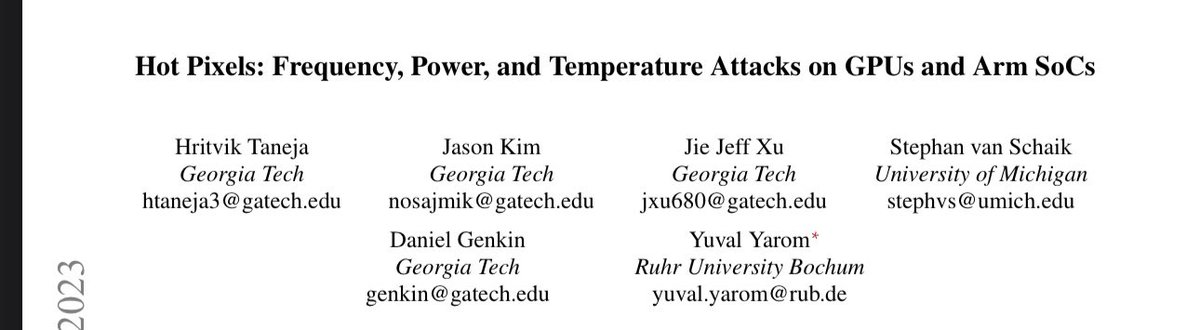 Hot Pixels: Frequency, Power, and Temperature Attacks on GPUs and Arm SoCs
Hritvik Taneja
Georgia Tech
htaneja3@gatech.edu
Jason Kim
Georgia Tech
nosajmik@gatech.edu
Jie Jeff Xu
Georgia Tech
jxu680@gatech.edu
Stephan van Schaik
University of Michigan
stephvs@umich.edu
Daniel Genkin
Georgia Tech
genkin@gatech.edu
Yuval Yarom*
Ruhr University Bochum
yuval.yarom@rub.de
2023